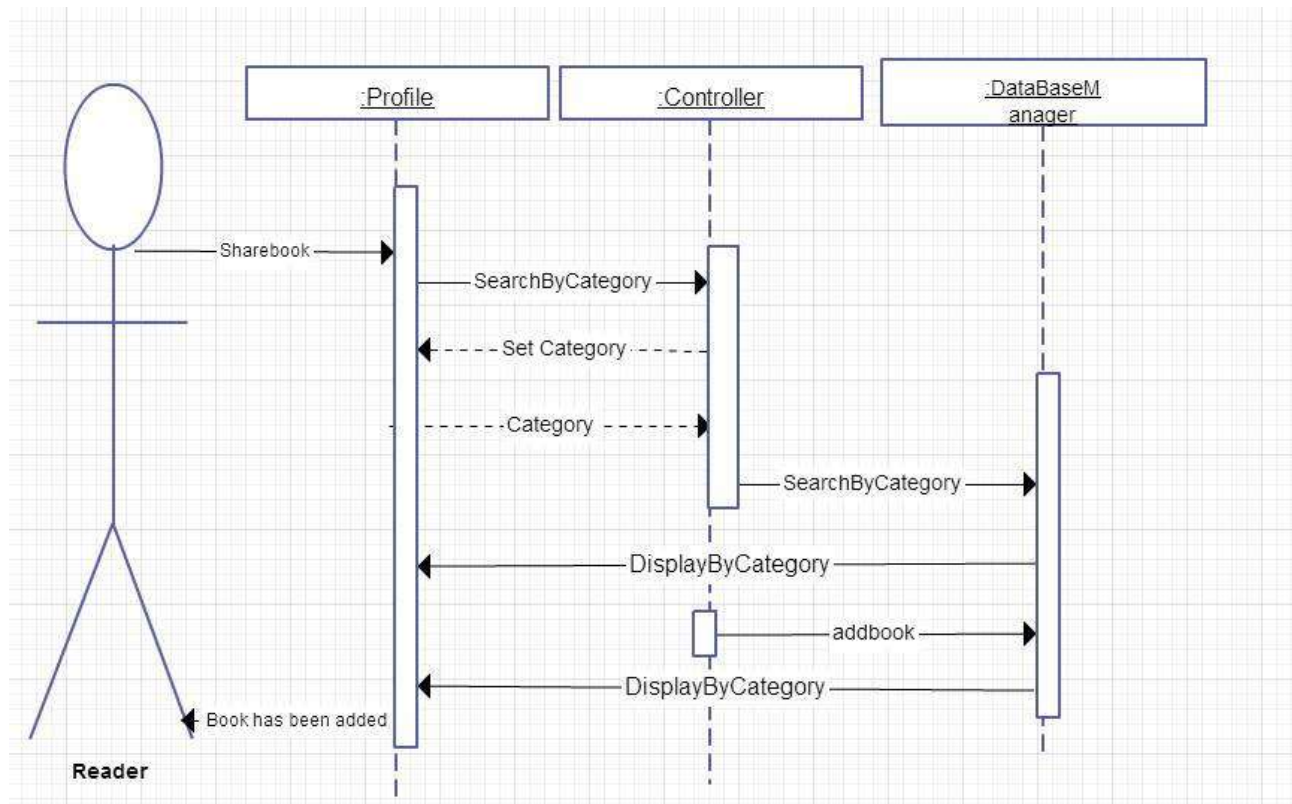 :Profile
:Controller
:DataBaseM
anager
Sharebook
SearchByCategory
Set Category
Category
SearchByCategory
DisplayByCategory
addbook
DisplayByCategory
Book has been added
Reader